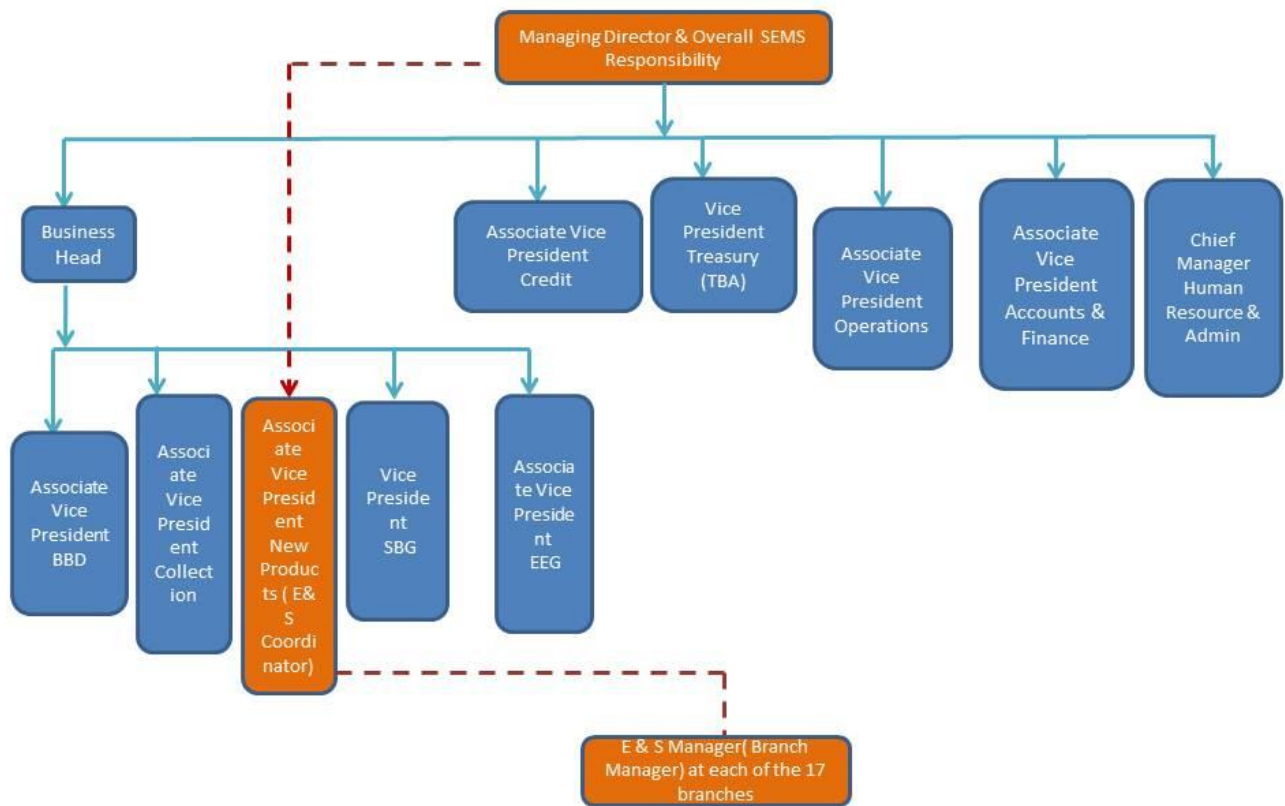 Managing Director & Overall SEMS
Responsibility
Business
Head
Associate Vice
President
Credit
Vice
President
Treasury
(TBA)
Associate
Vice
President
Operations
Associate
Vice
President
Accounts &
Finance
Chief
Manager
Human
Resource &
Admin
Associate
Vice
President
BBD
Associ
ate
Vice
Presid
ent
Collect
ion
Associ
ate
Vice
Presid
ent
New
Produc
ts ( E&
S
Coordi
nator)
Vice
Preside
nt
SBG
Associa
te Vice
Preside
nt
EEG
E & S Manager( Branch
Manager) at each of the 17
branches